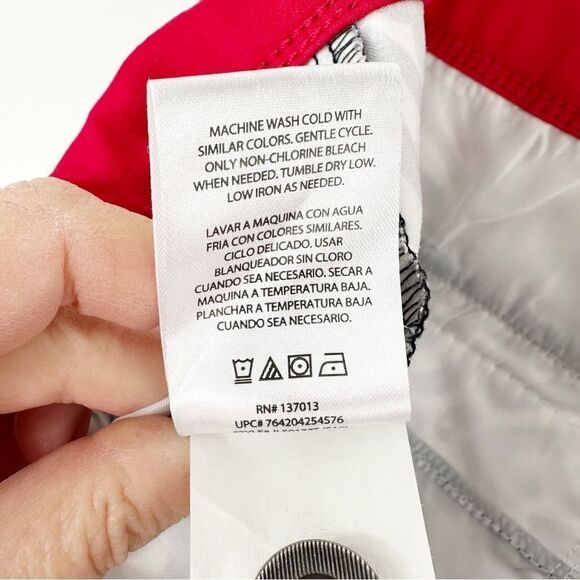 MACHINE WASH COLD WITH
SIMILAR COLORS. GENTLE CYCLE.
ONLY NON-CHLORINE BLEACH
WHEN NEEDED. TUMBLE DRY LOW.
LOW IRON AS NEEDED.
LAVAR A MAQUINA CON AGUA
FRIA CON COLORES SIMILARES.
CICLO DELICADO. USAR
BLANQUEADOR SIN CLORO
CUANDO SEA NECESARIO. SECAR A
MAQUINA A TEMPERATURA BAJA.
PLANCHAR A TEMPERATURA BAJA
CUANDO SEA NECESARIO.
RN# 137013
UPC# 764204254576